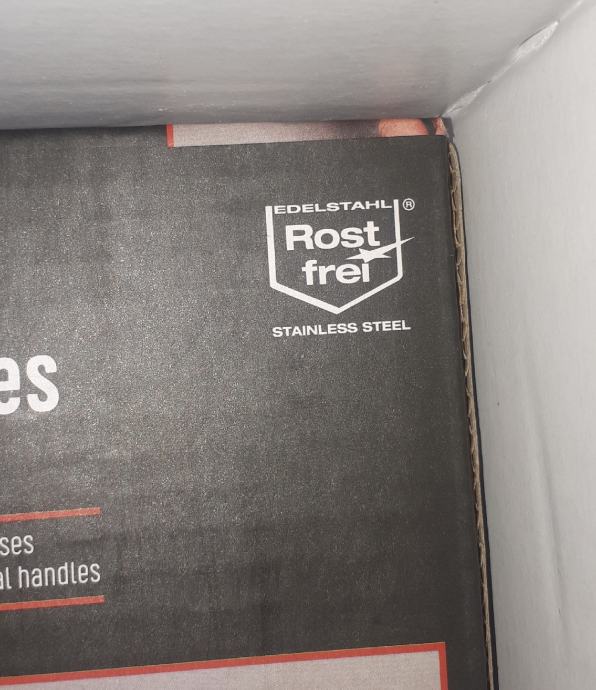 EDELSTAHL ®
Rost
frei
STAINLESS STEEL
es
ses
al handles